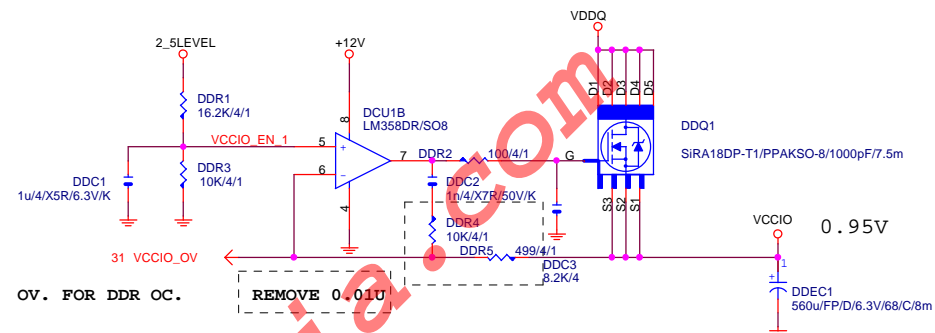 VDDQ
2_5LEVEL
+12V
D1
D2
D3
D4
D5
DDR1
16.2K/4/1
DCU1B
LM358DR/SO8
8
DDQ1
VCCIO_EN_1
5
+
7
DDR2
100/4/1
G
SiRA18DP-T1/PPAKSO-8/1000pF/7.5m
6
-
DDC1
1u/4/X5R/6.3V/K
DDR3
10K/4/1
DDC2
1n/4/X7R/50V/K
4
S3
S2
S1
DDR4
10K/4/1
VCCIO
0.95V
31 VCCIO_OV
DDR5
499/4/1
DDC3
8.2K/4
1
+
DDEC1
560u/FP/D/6.3V/68/C/8m
OV. FOR DDR OC.
REMOVE 0.01U
ia.com